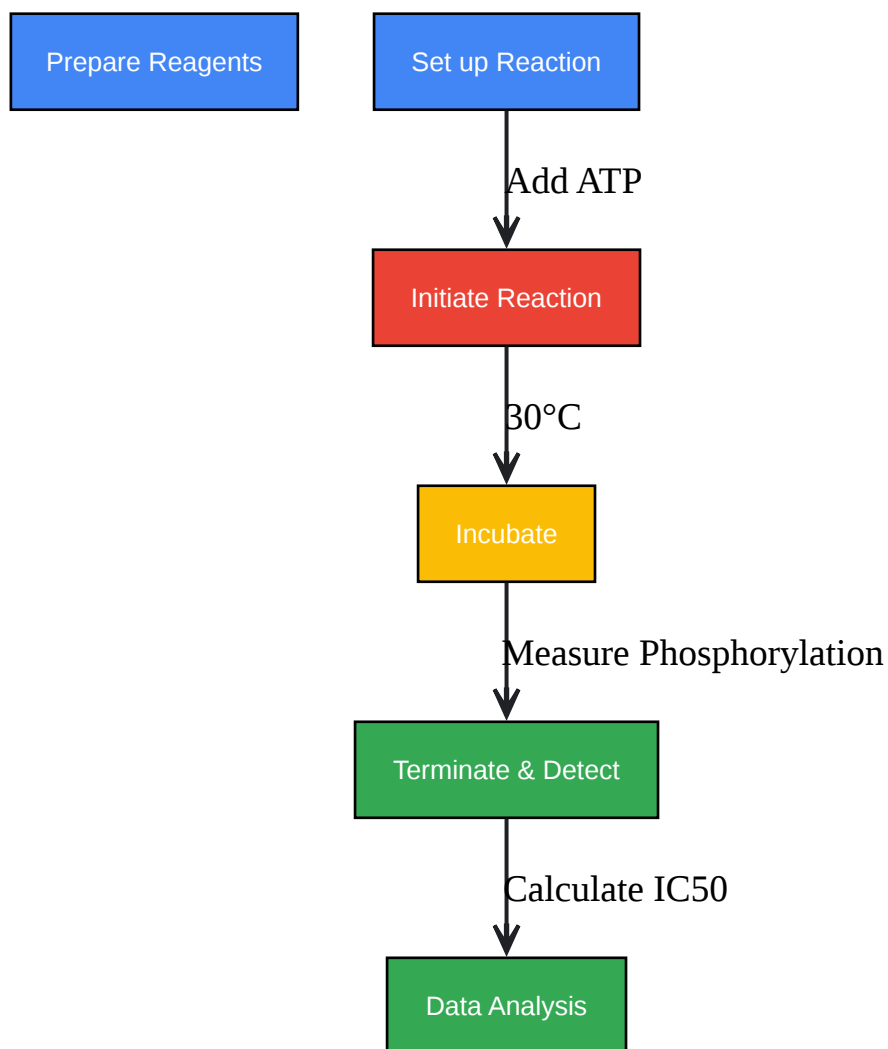 Prepare Reagents
Set up Reaction
Add ATP
Initiate Reaction
30°C
Incubate
Measure Phosphorylation
Terminate & Detect
Calculate IC50
Data Analysis